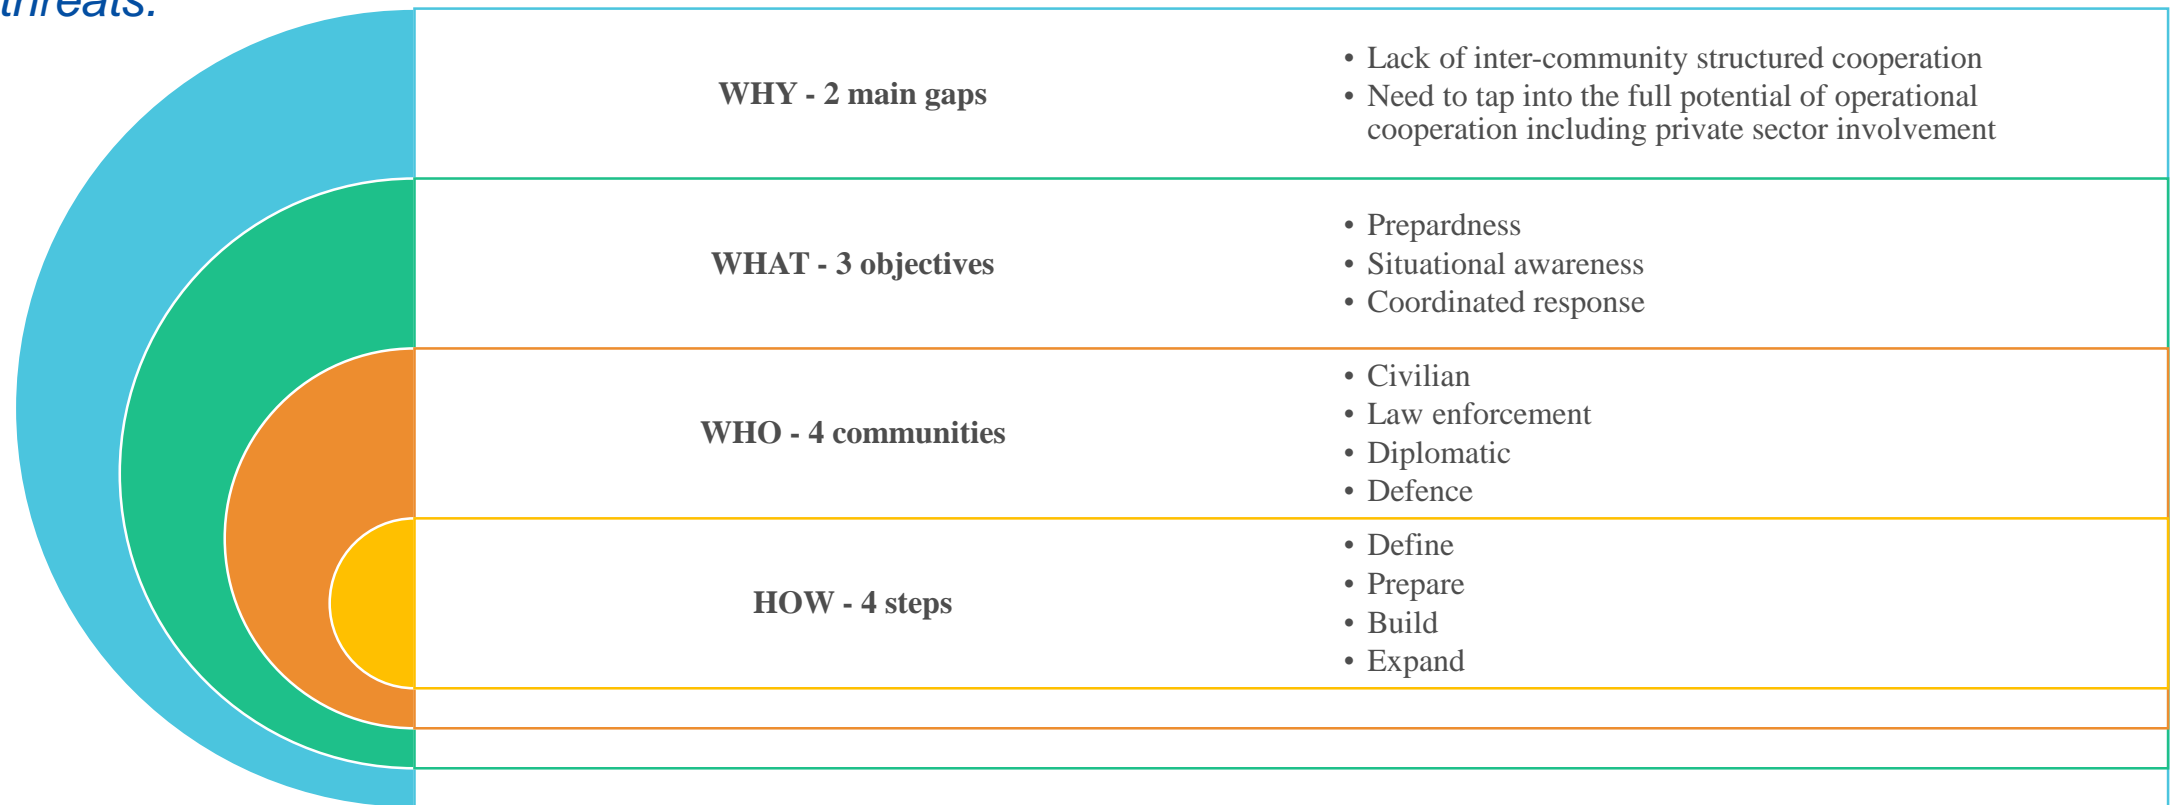 threats.
WHY - 2 main gaps
• Lack of inter-community structured cooperation
• Need to tap into the full potential of operational
cooperation including private sector involvement
WHAT - 3 objectives
• Prepardness
• Situational awareness
• Coordinated response
WHO - 4 communities
• Civilian
• Law enforcement
• Diplomatic
• Defence
HOW - 4 steps
• Define
• Prepare
• Build
• Expand